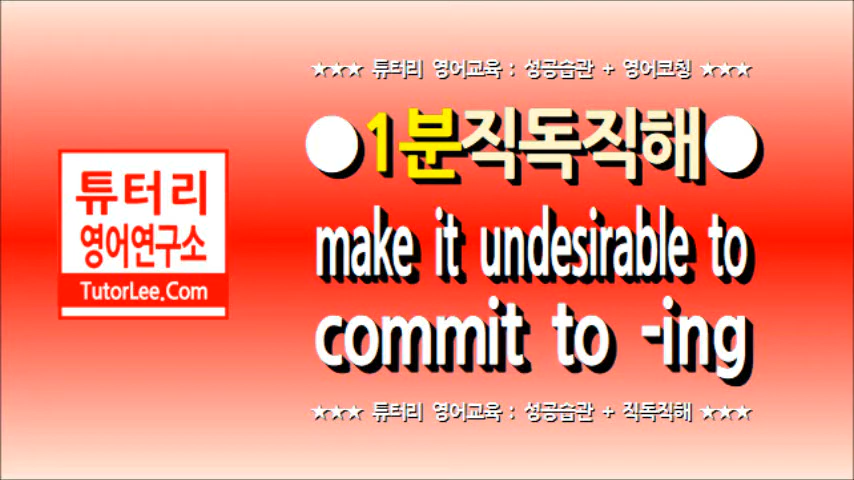 ★★★ 튜터리 영어교육 : 성공습관 + 영어코칭 ★★★
●1분직독직해●
튜터리
영어연구소
TutorLee.Com
make it undesirable to
commit to -ing
★★★ 튜터리 영어교육 : 성공습관 + 직독직해 ★★★